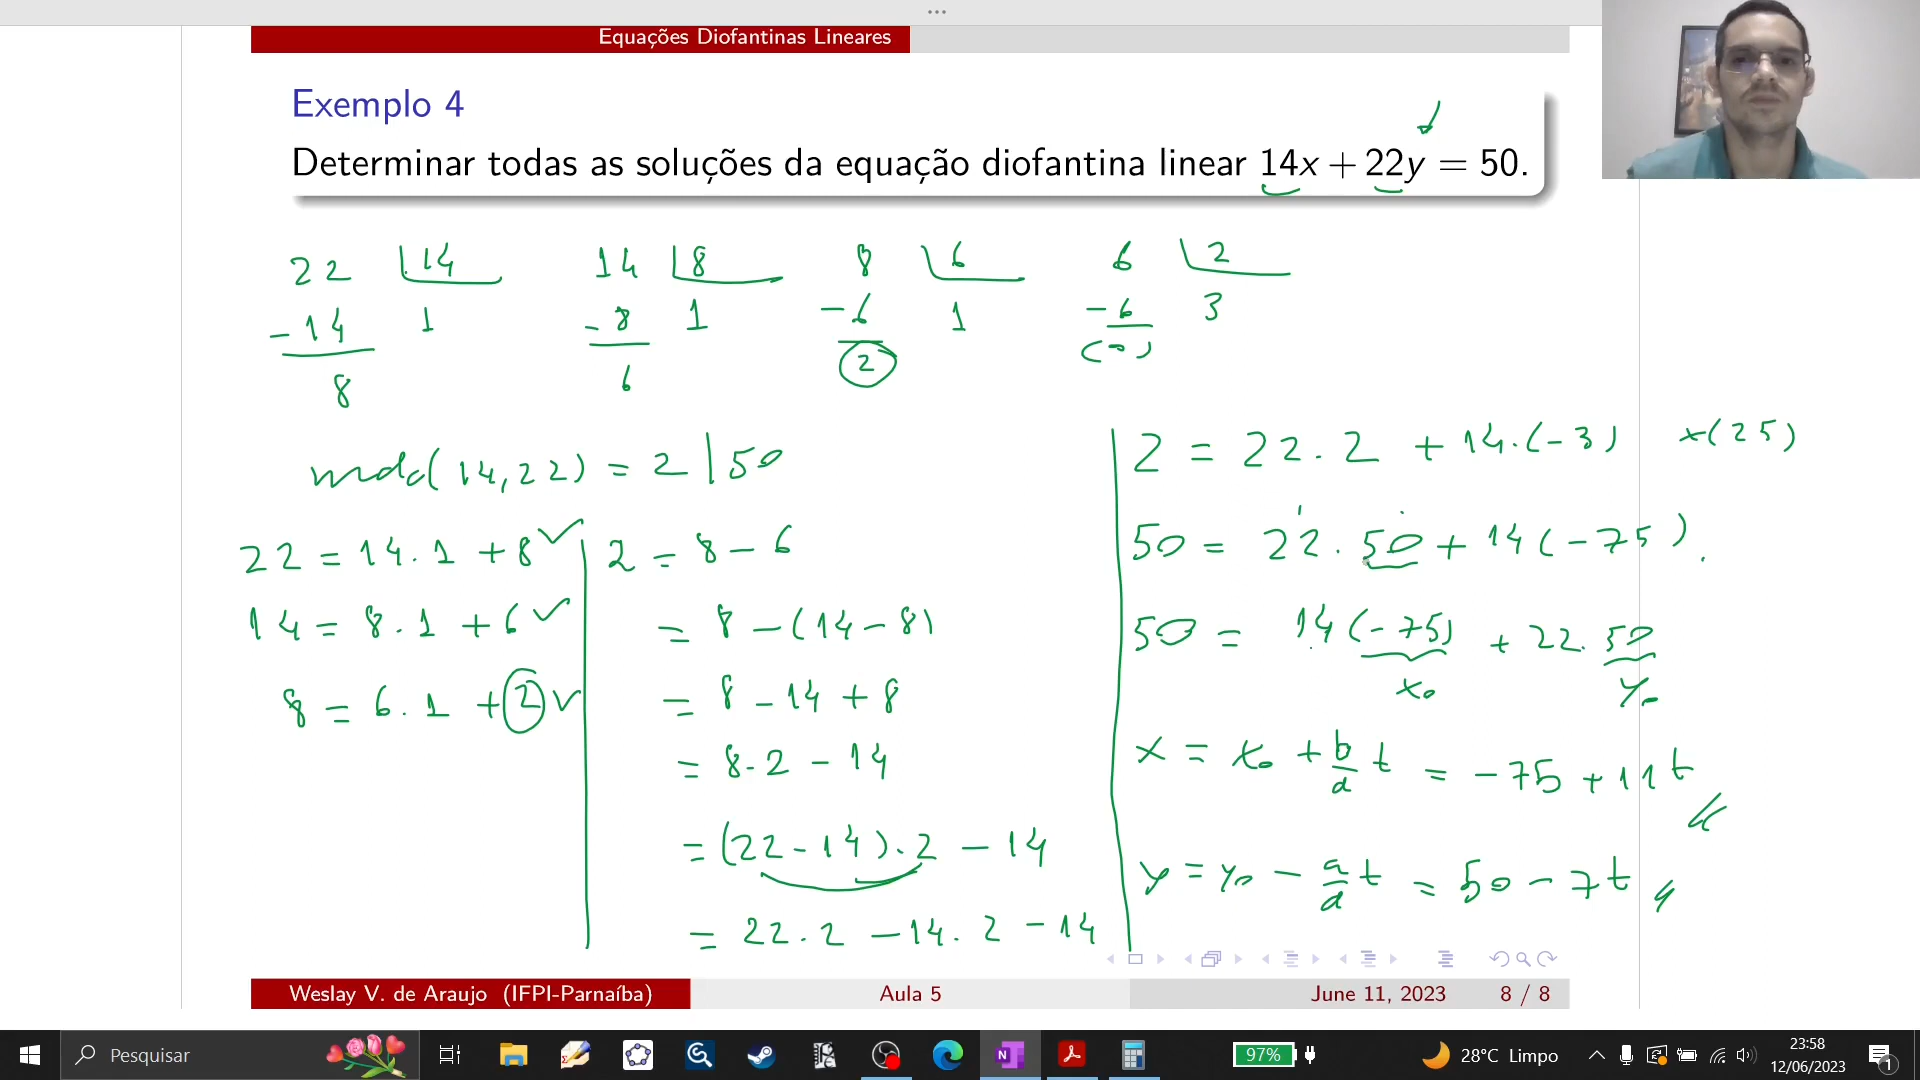 Equações Diofantinas Lineares
Exemplo 4
Determinar todas as soluções da equação diofantina linear 14x + 22y = 50.
22 14 14 8 8 6 6 2
-14 1 -8 1 -6 1 -6 3
8 6 2 (0)
mdc(14,22) = 2 | 50
22 = 14.1 + 8 ✓
14 = 8.1 + 6 ✓
8 = 6.1 + 2 ✓
2 = 8 - 6
= 8 - (14 - 8)
= 8 - 14 + 8
= 8.2 - 14
= (22 - 14).2 - 14
= 22.2 - 14.2 - 14
2 = 22.2 + 14.(-3) ×(25)
50 = 22.50 + 14(-75).
50 = 14(-75) + 22.50
x₀ y₀
x = x₀ + b/d t = -75 + 11t
y = y₀ - a/d t = 50 - 7t
Weslay V. de Araujo (IFPI-Parnaíba) Aula 5 June 11, 2023 8 / 8
Pesquisar 97% 28°C Limpo 23:58
12/06/2023 1